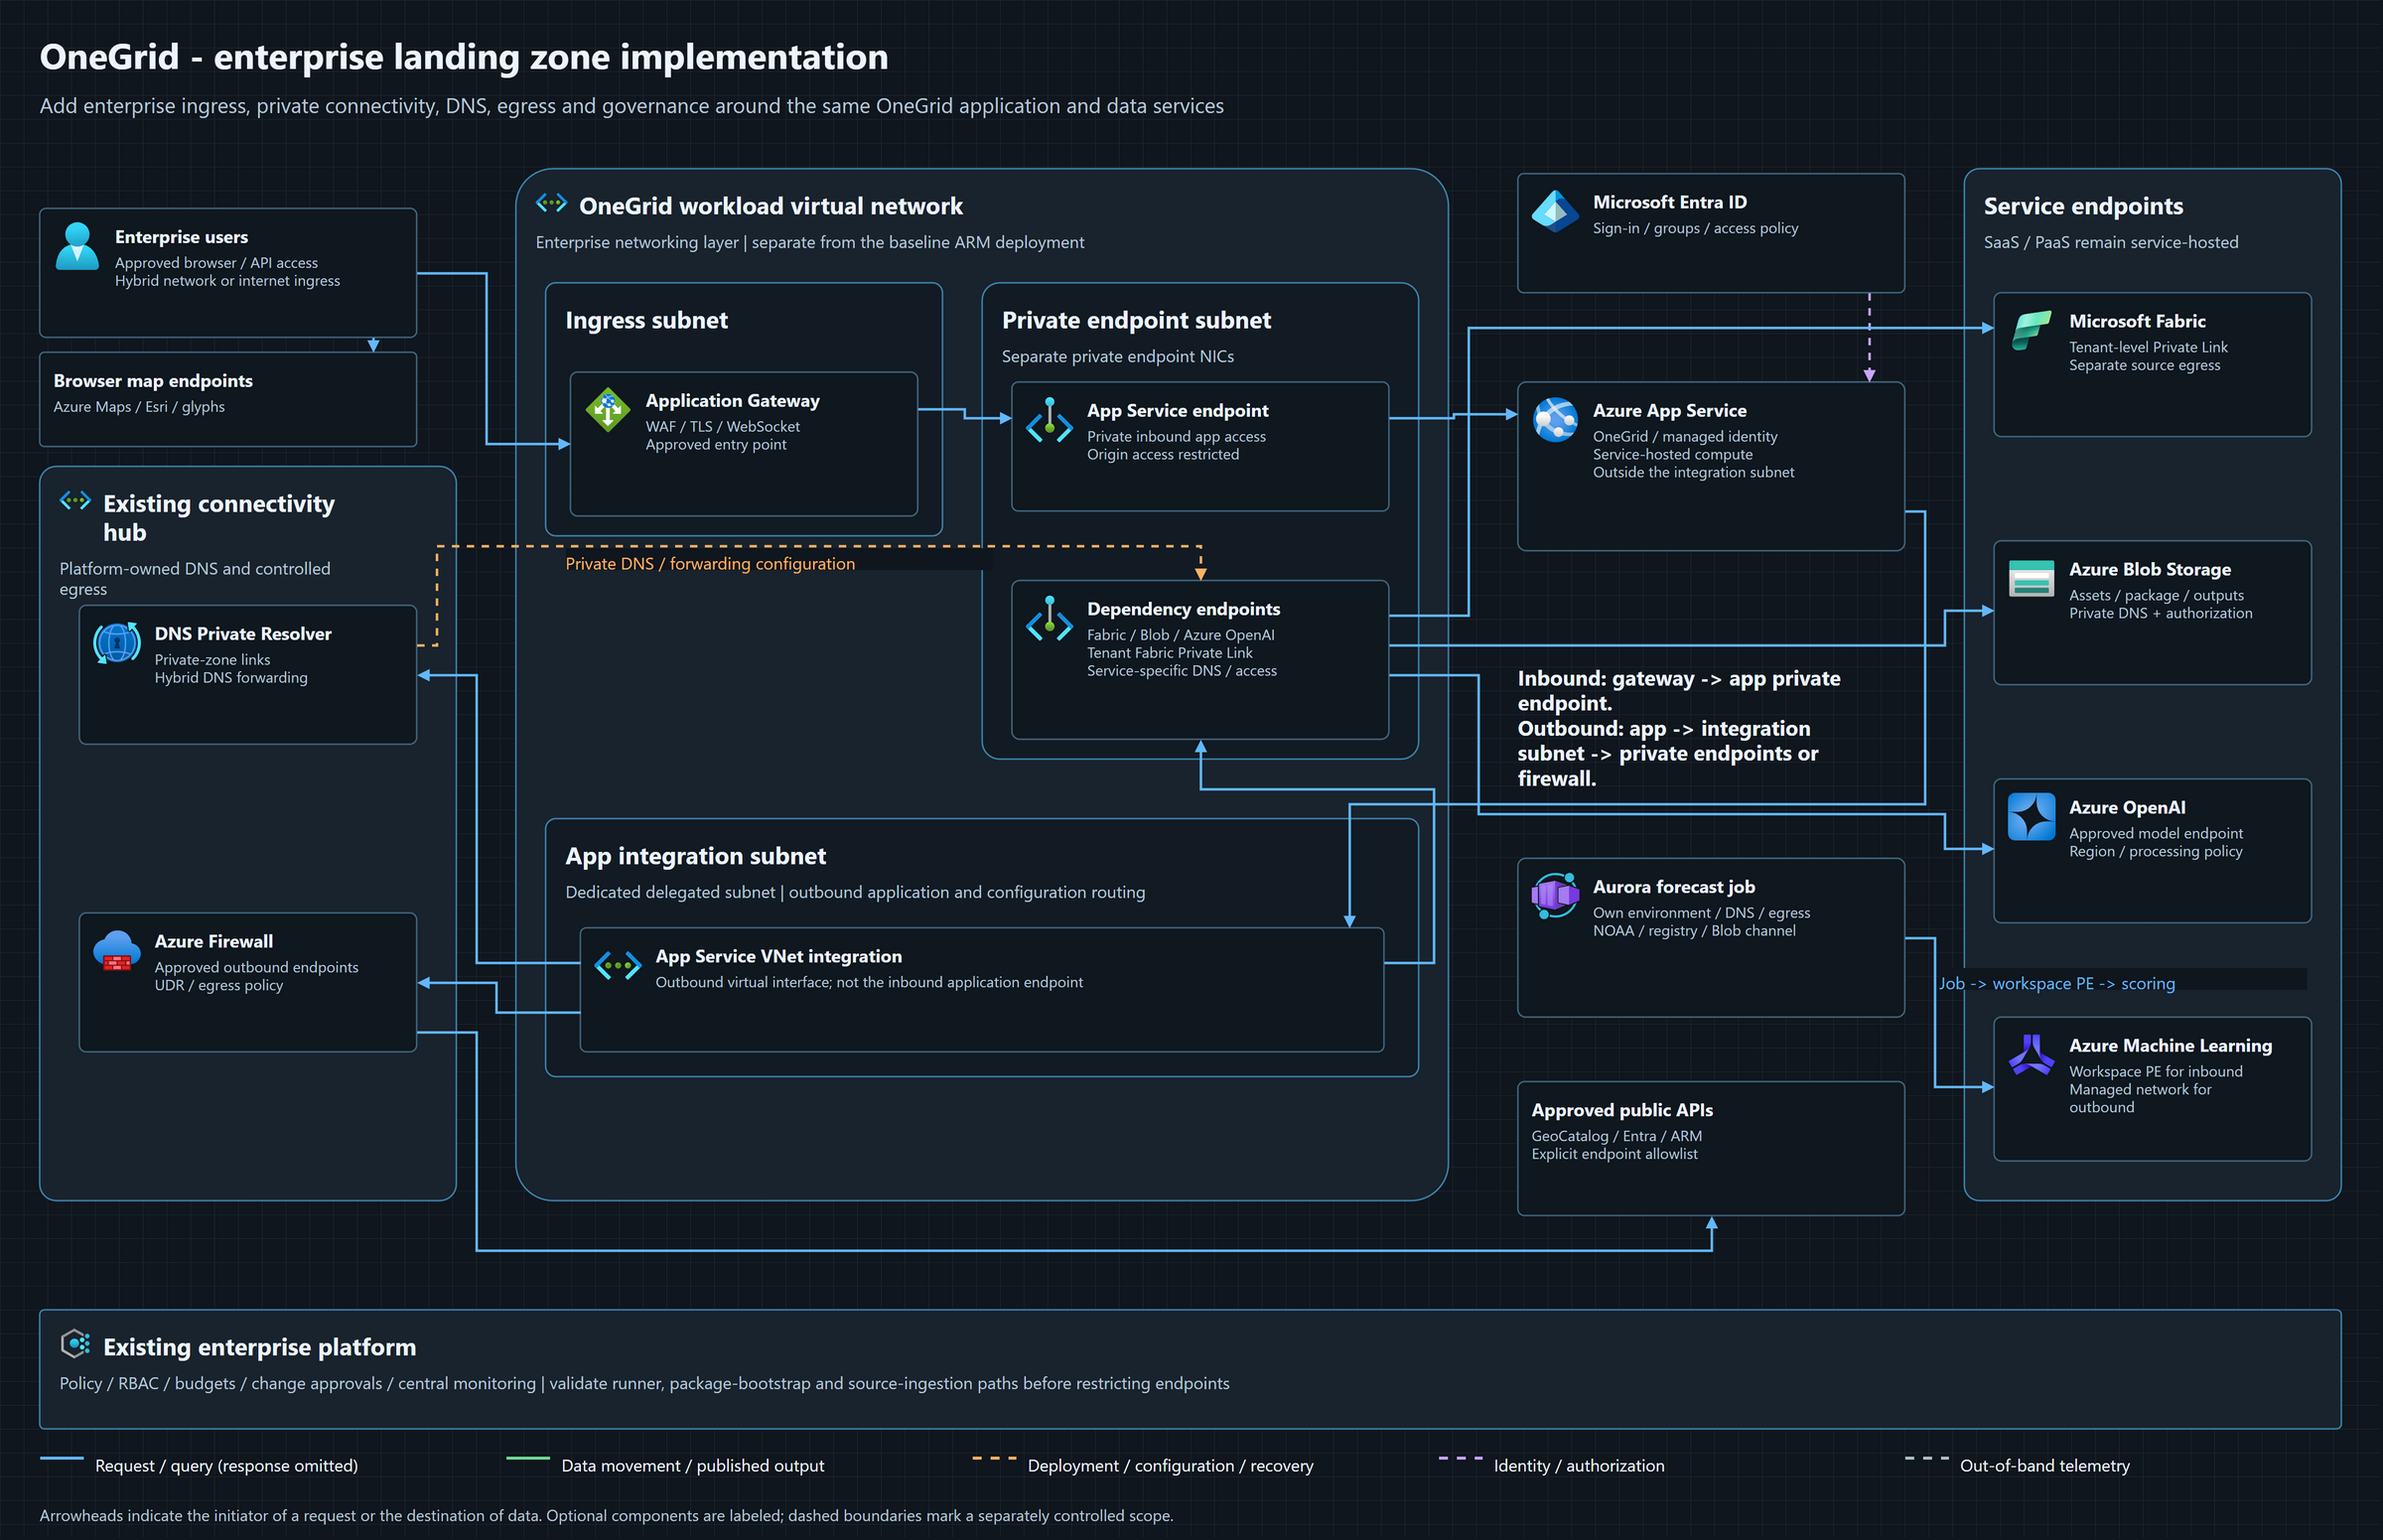 OneGrid - enterprise landing zone implementation
Add enterprise ingress, private connectivity, DNS, egress and governance around the same OneGrid application and data services
Enterprise users
Approved browser / API access
Hybrid network or internet ingress
Browser map endpoints
Azure Maps / Esri / glyphs
Existing connectivity
hub
Platform-owned DNS and controlled
egress
DNS Private Resolver
Private-zone links
Hybrid DNS forwarding
Azure Firewall
Approved outbound endpoints
UDR / egress policy
OneGrid workload virtual network
Enterprise networking layer | separate from the baseline ARM deployment
Ingress subnet
Application Gateway
WAF / TLS / WebSocket
Approved entry point
Private endpoint subnet
Separate private endpoint NICs
App Service endpoint
Private inbound app access
Origin access restricted
Private DNS / forwarding configuration
Dependency endpoints
Fabric / Blob / Azure OpenAI
Tenant Fabric Private Link
Service-specific DNS / access
App integration subnet
Dedicated delegated subnet | outbound application and configuration routing
App Service VNet integration
Outbound virtual interface; not the inbound application endpoint
Microsoft Entra ID
Sign-in / groups / access policy
Azure App Service
OneGrid / managed identity
Service-hosted compute
Outside the integration subnet
Inbound: gateway -> app private
endpoint.
Outbound: app -> integration
subnet -> private endpoints or
firewall.
Aurora forecast job
Own environment / DNS / egress
NOAA / registry / Blob channel
Approved public APIs
GeoCatalog / Entra / ARM
Explicit endpoint allowlist
Service endpoints
SaaS / PaaS remain service-hosted
Microsoft Fabric
Tenant-level Private Link
Separate source egress
Azure Blob Storage
Assets / package / outputs
Private DNS + authorization
Azure OpenAI
Approved model endpoint
Region / processing policy
Job -> workspace PE -> scoring
Azure Machine Learning
Workspace PE for inbound
Managed network for
outbound
Existing enterprise platform
Policy / RBAC / budgets / change approvals / central monitoring | validate runner, package-bootstrap and source-ingestion paths before restricting endpoints
Request / query (response omitted)
Data movement / published output
Deployment / configuration / recovery
Identity / authorization
Out-of-band telemetry
Arrowheads indicate the initiator of a request or the destination of data. Optional components are labeled; dashed boundaries mark a separately controlled scope.